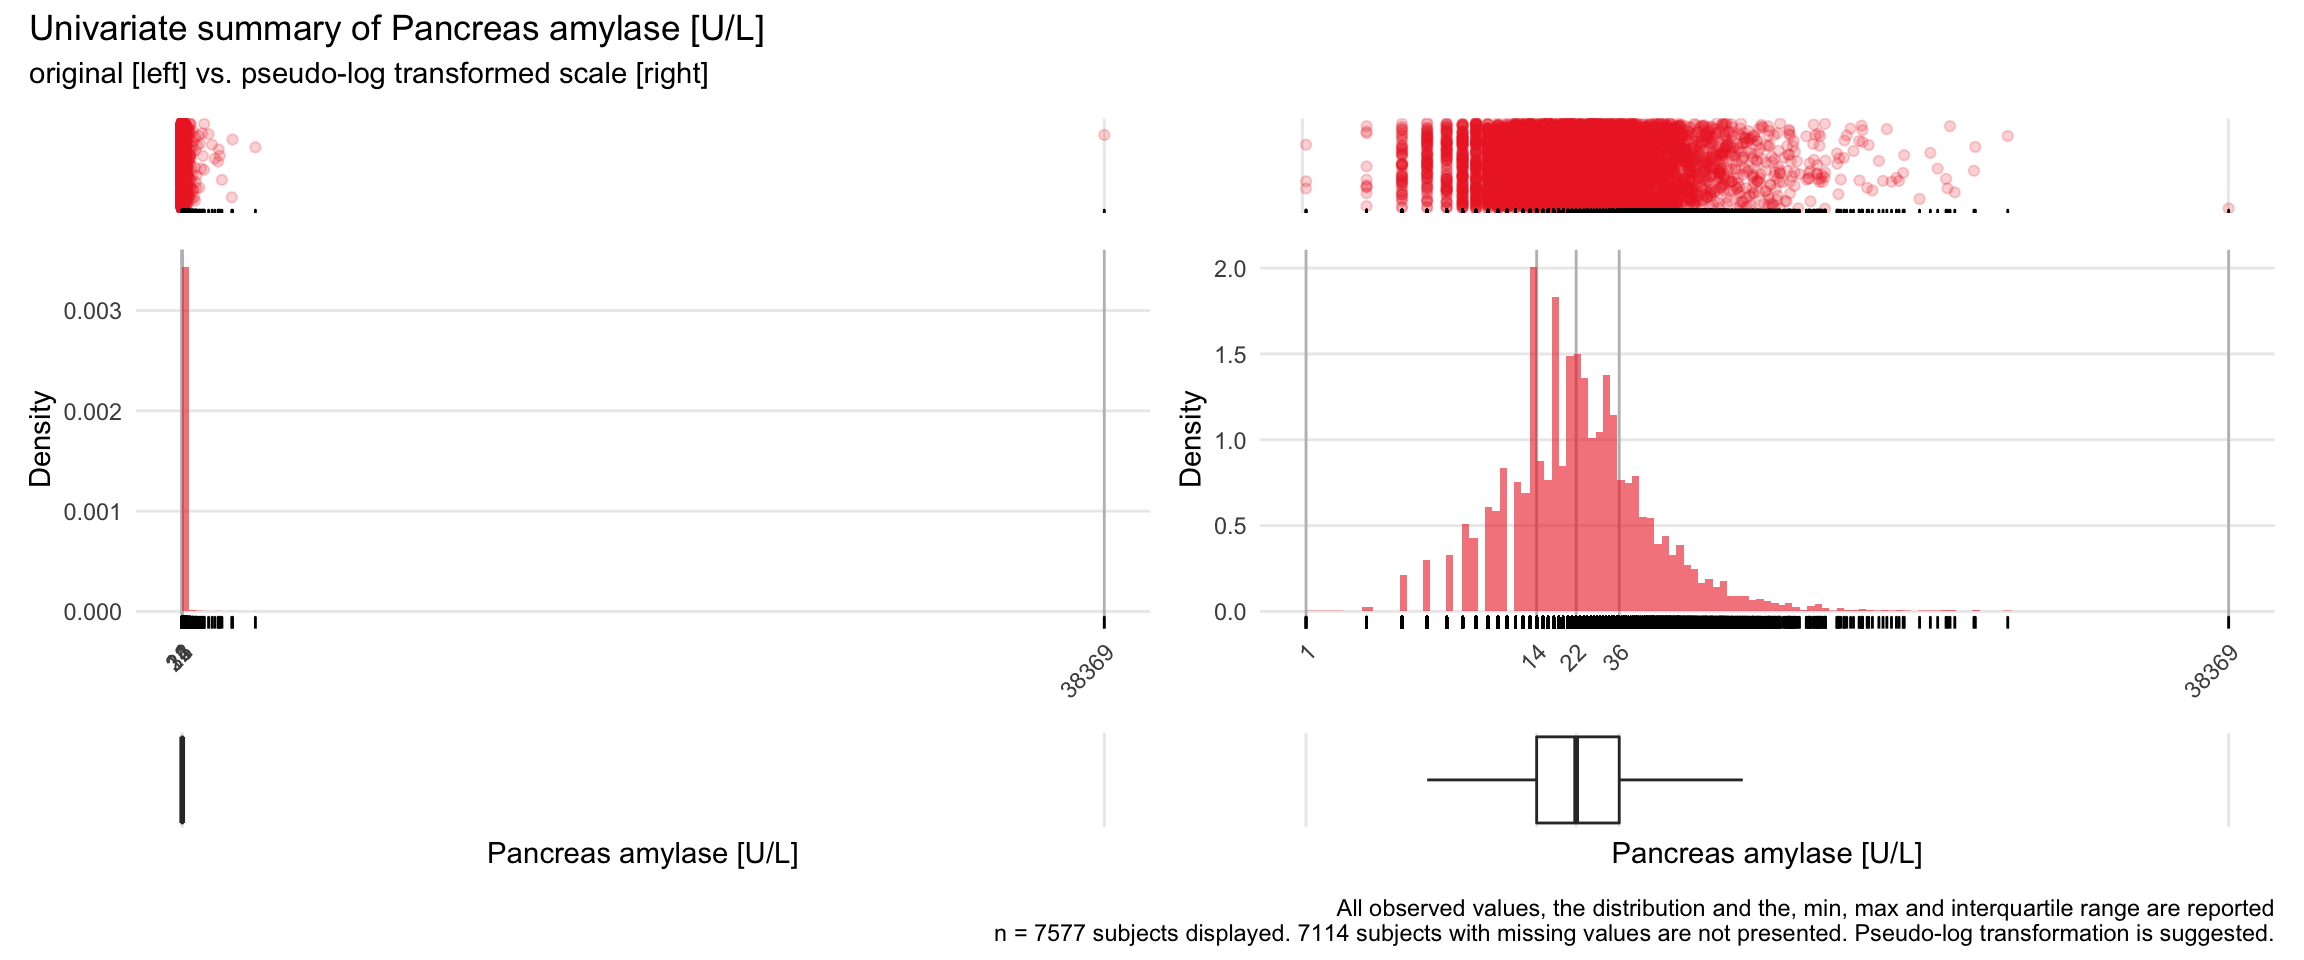 Univariate summary of Pancreas amylase [U/L]
original [left] vs. pseudo-log transformed scale [right]
Density
0.003
0.002
0.001
0.000
38369
Pancreas amylase [U/L]
Density
2.0
1.5
1.0
0.5
0.0
1
14
22
36
38369
Pancreas amylase [U/L]
All observed values, the distribution and the, min, max and interquartile range are reported
n = 7577 subjects displayed. 7114 subjects with missing values are not presented. Pseudo-log transformation is suggested.